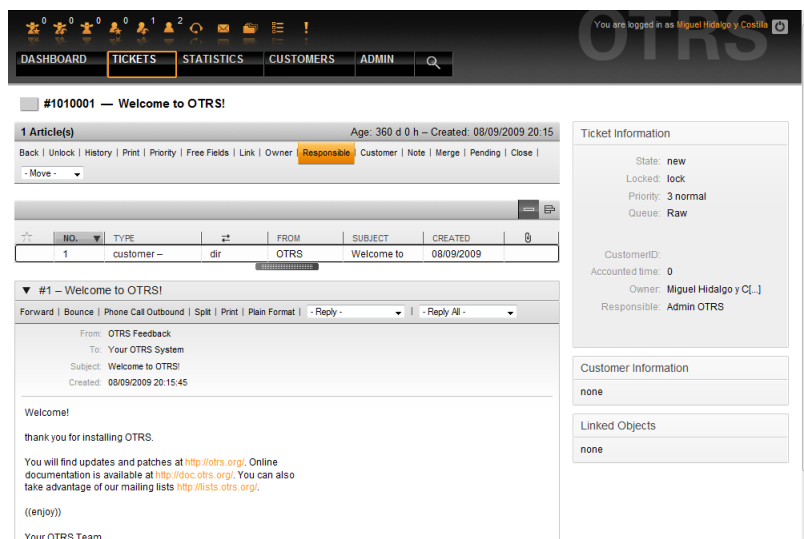 0 0 0 0 1 2
You are logged in as Miguel Hidalgo y Costilla
OTRS
DASHBOARD TICKETS STATISTICS CUSTOMERS ADMIN
#1010001 — Welcome to OTRS!
1 Article(s) Age: 360 d 0 h – Created: 08/09/2009 20:15
Back | Unlock | History | Print | Priority | Free Fields | Link | Owner | Responsible | Customer | Note | Merge | Pending | Close |
- Move -
NO. TYPE FROM SUBJECT CREATED
1 customer – dir OTRS Welcome to 08/09/2009
#1 – Welcome to OTRS!
Forward | Bounce | Phone Call Outbound | Split | Print | Plain Format | - Reply - | - Reply All -
From: OTRS Feedback
To: Your OTRS System
Subject: Welcome to OTRS!
Created: 08/09/2009 20:15:45
Welcome!
thank you for installing OTRS.
You will find updates and patches at http://otrs.org/. Online
documentation is available at http://doc.otrs.org/. You can also
take advantage of our mailing lists http://lists.otrs.org/.
((enjoy))
Your OTRS Team
Ticket Information
State: new
Locked: lock
Priority: 3 normal
Queue: Raw
CustomerID:
Accounted time: 0
Owner: Miguel Hidalgo y C[...]
Responsible: Admin OTRS
Customer Information
none
Linked Objects
none